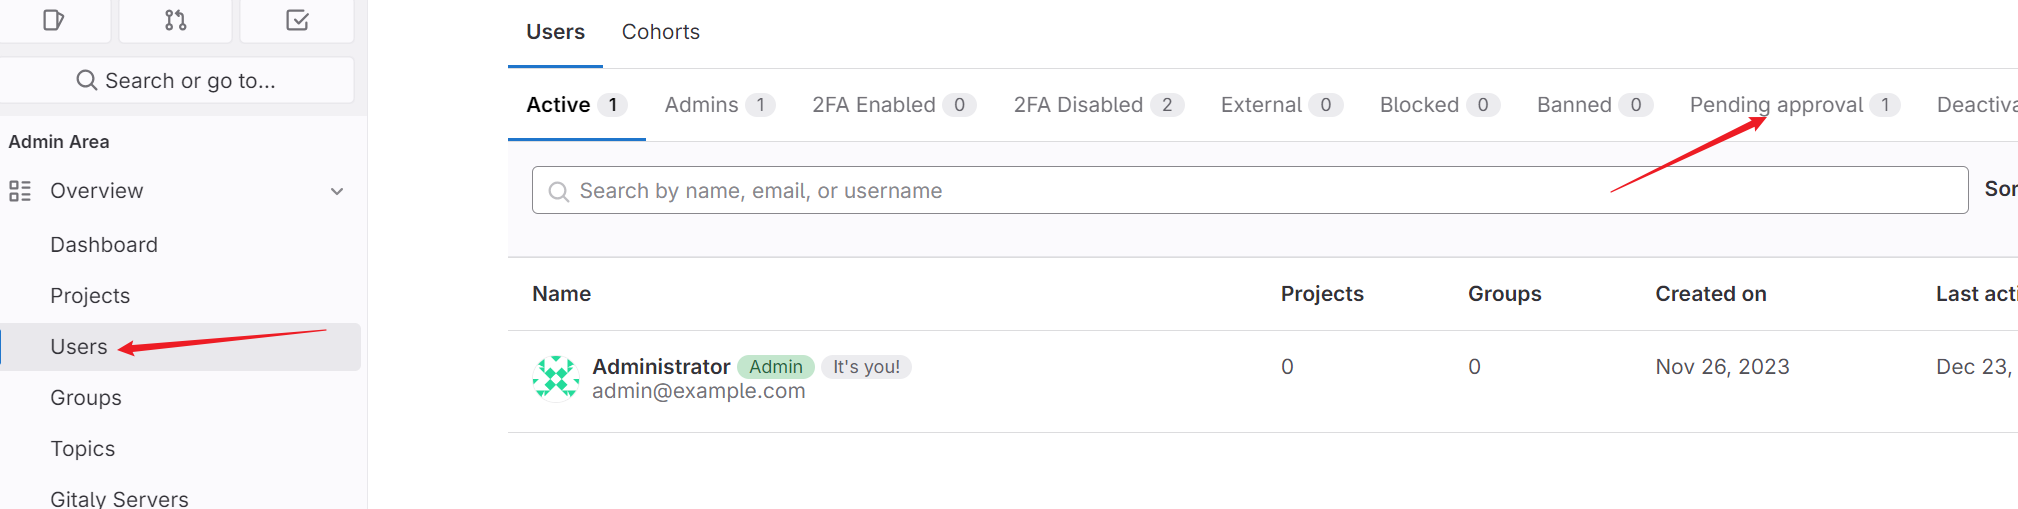 Search or go to...
Admin Area
Overview
Dashboard
Projects
Users
Groups
Topics
Gitaly Servers
Users Cohorts
Active 1 Admins 1 2FA Enabled 0 2FA Disabled 2 External 0 Blocked 0 Banned 0 Pending approval 1 Deactiva
Search by name, email, or username
Sor
Name Projects Groups Created on Last acti
Administrator Admin It's you! 0 0 Nov 26, 2023 Dec 23,
admin@example.com